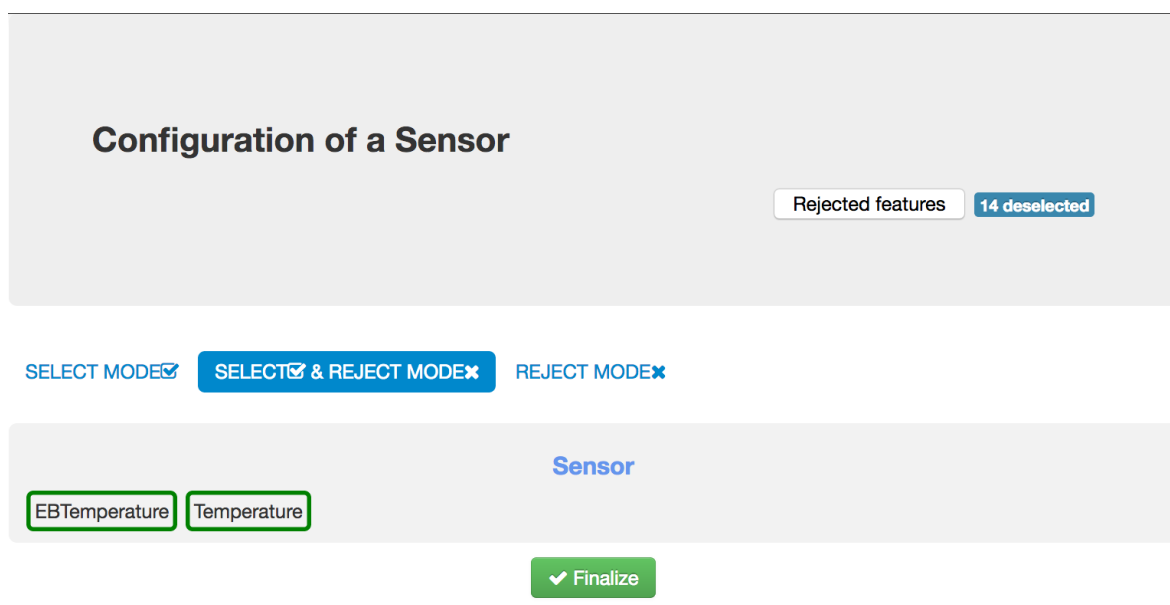 Configuration of a Sensor
Rejected features 14 deselected
SELECT MODE SELECT & REJECT MODE REJECT MODE
Sensor
EBTemperature Temperature
Finalize